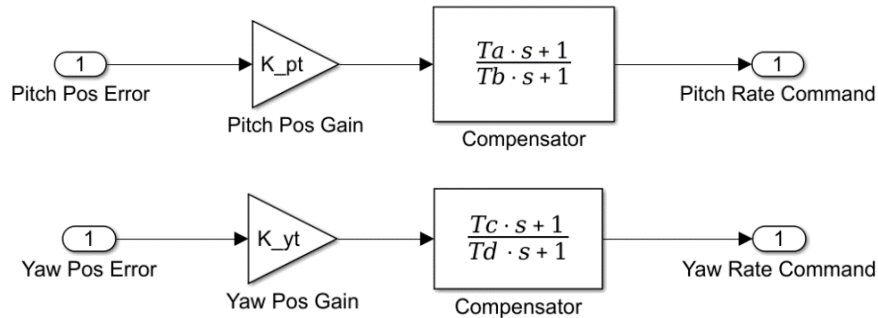 1
Pitch Pos Error
K_pt
Pitch Pos Gain
Ta · s + 1
Tb · s + 1
Compensator
1
Pitch Rate Command
1
Yaw Pos Error
K_yt
Yaw Pos Gain
Tc · s + 1
Td · s + 1
Compensator
1
Yaw Rate Command